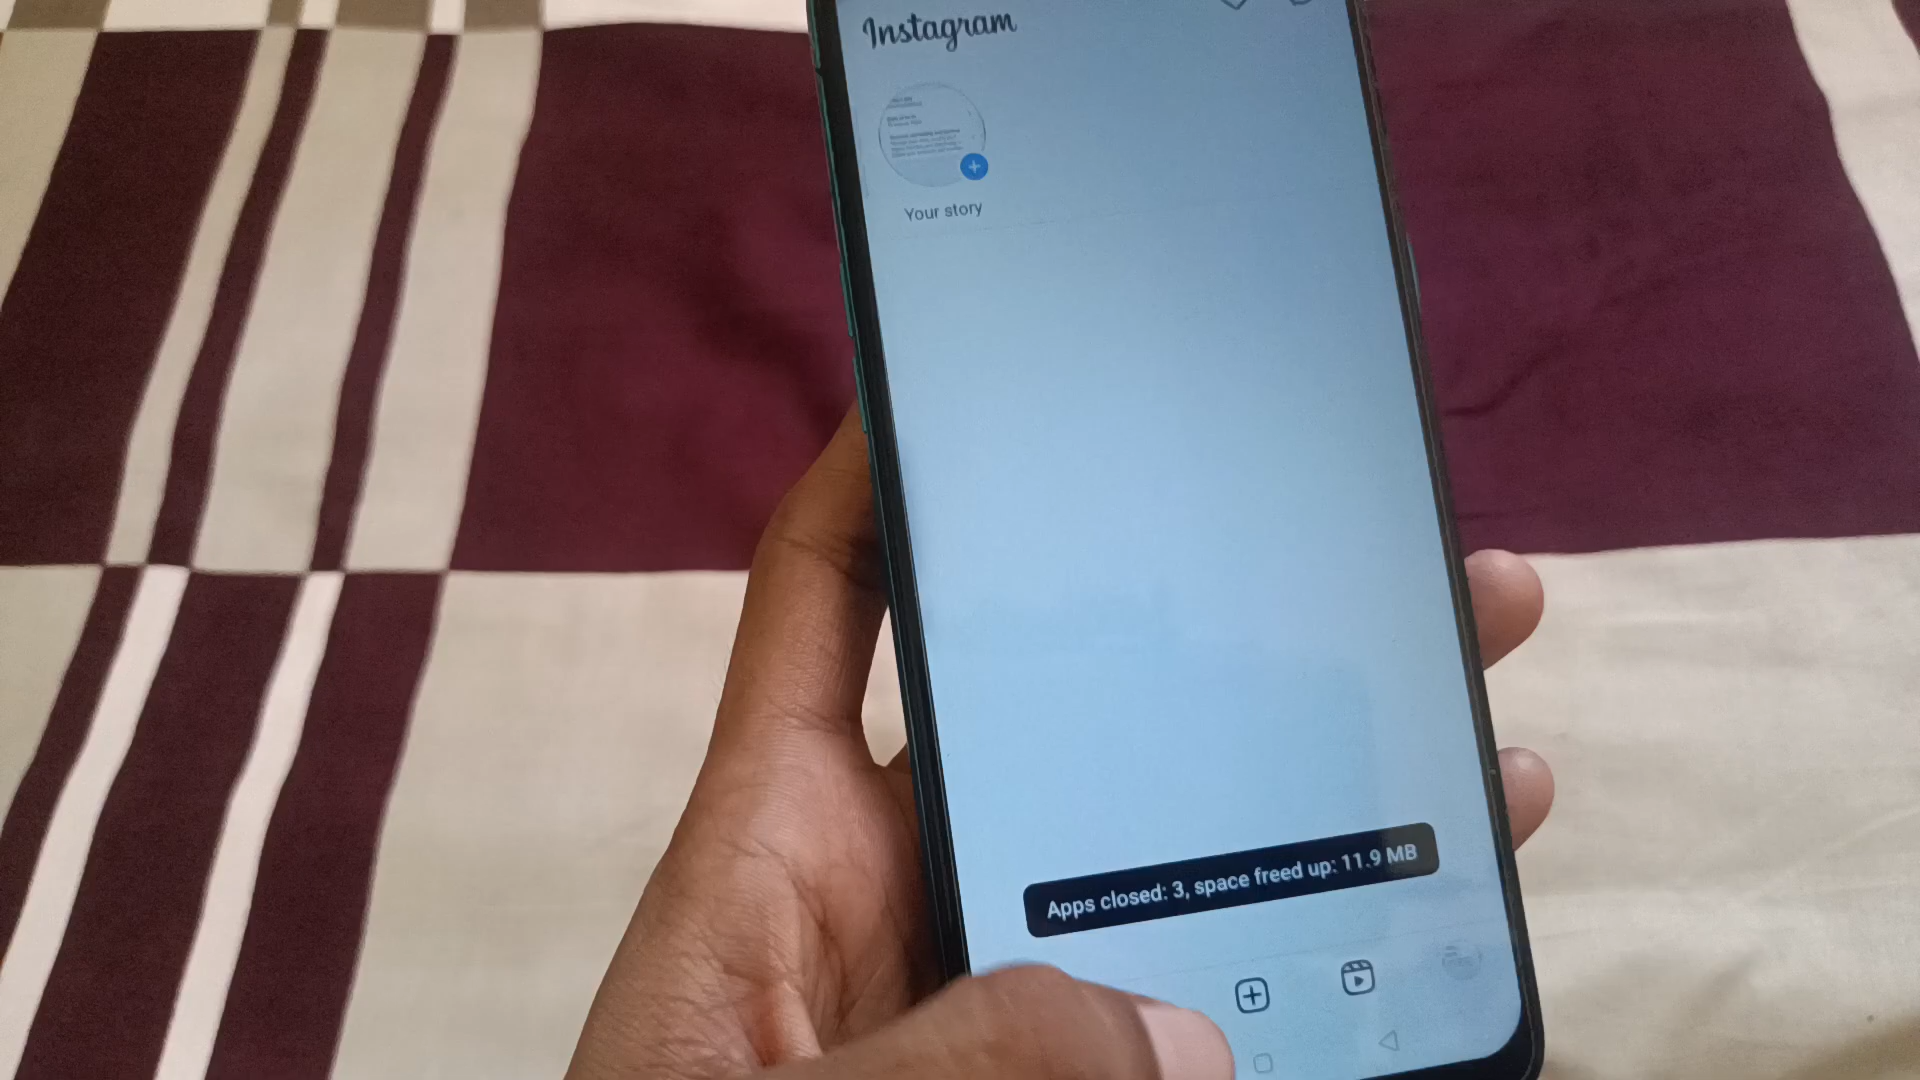 Instagram
Your story
Apps closed: 3, space freed up: 11.9 MB